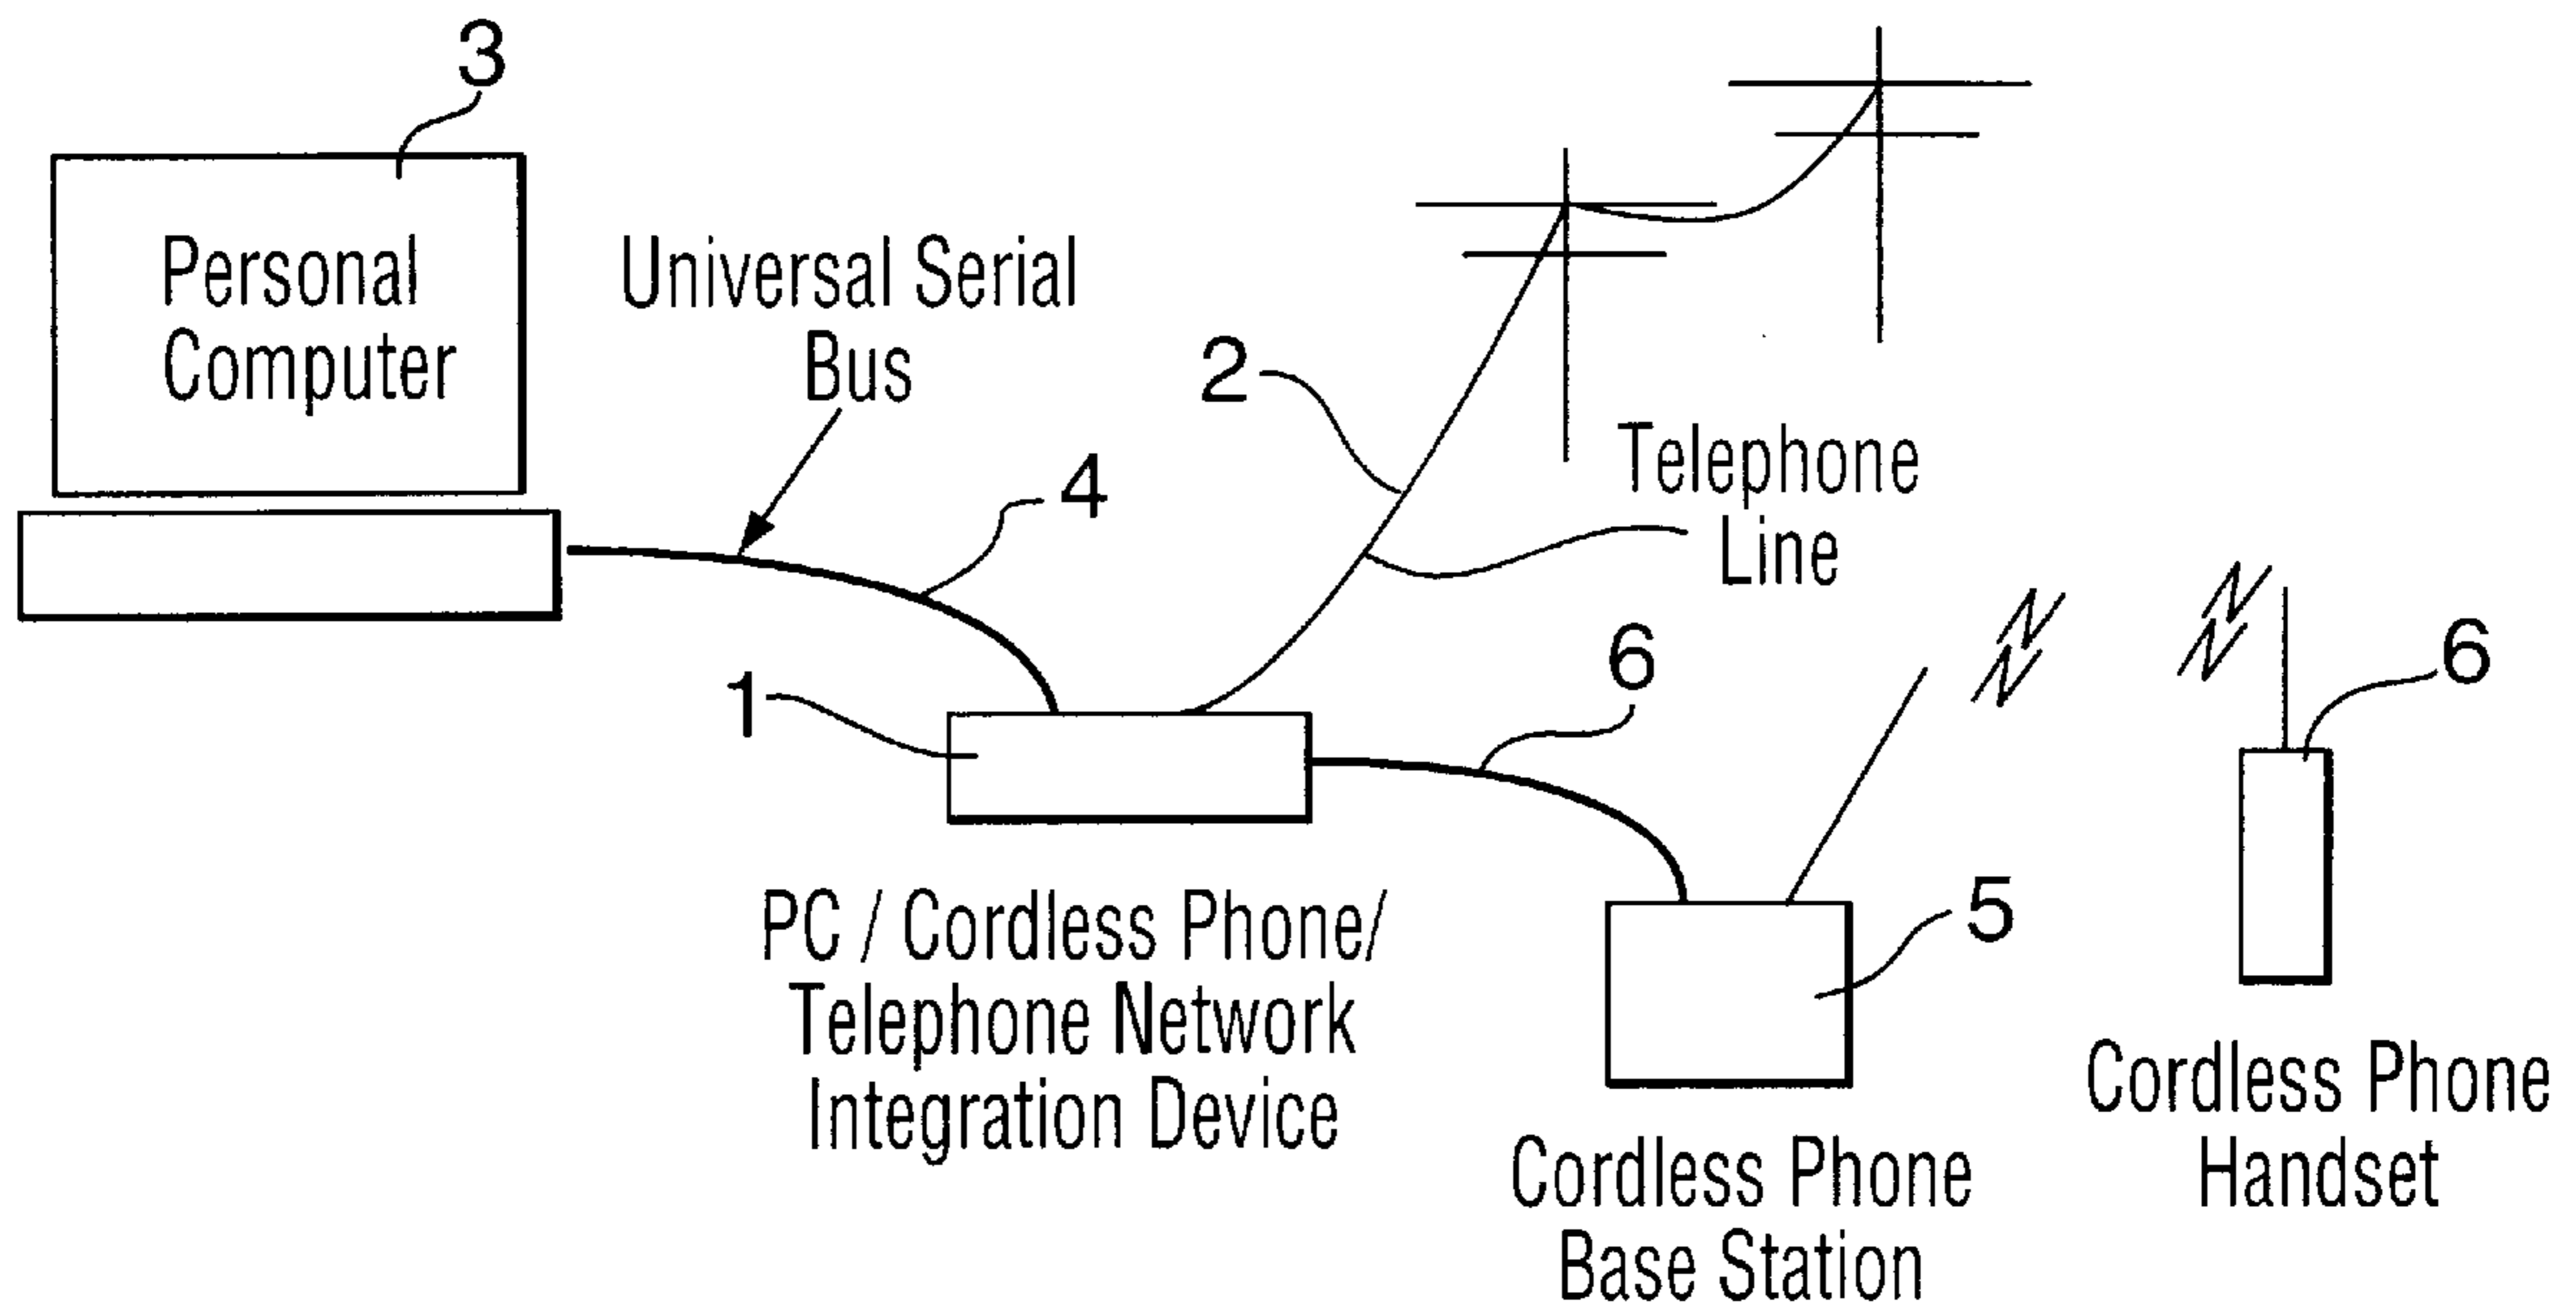 3
Personal
Computer
Universal Serial
Bus
2
4
Telephone
Line
1
6
6
5
PC / Cordless Phone/
Telephone Network
Integration Device
Cordless Phone
Handset
Cordless Phone
Base Station